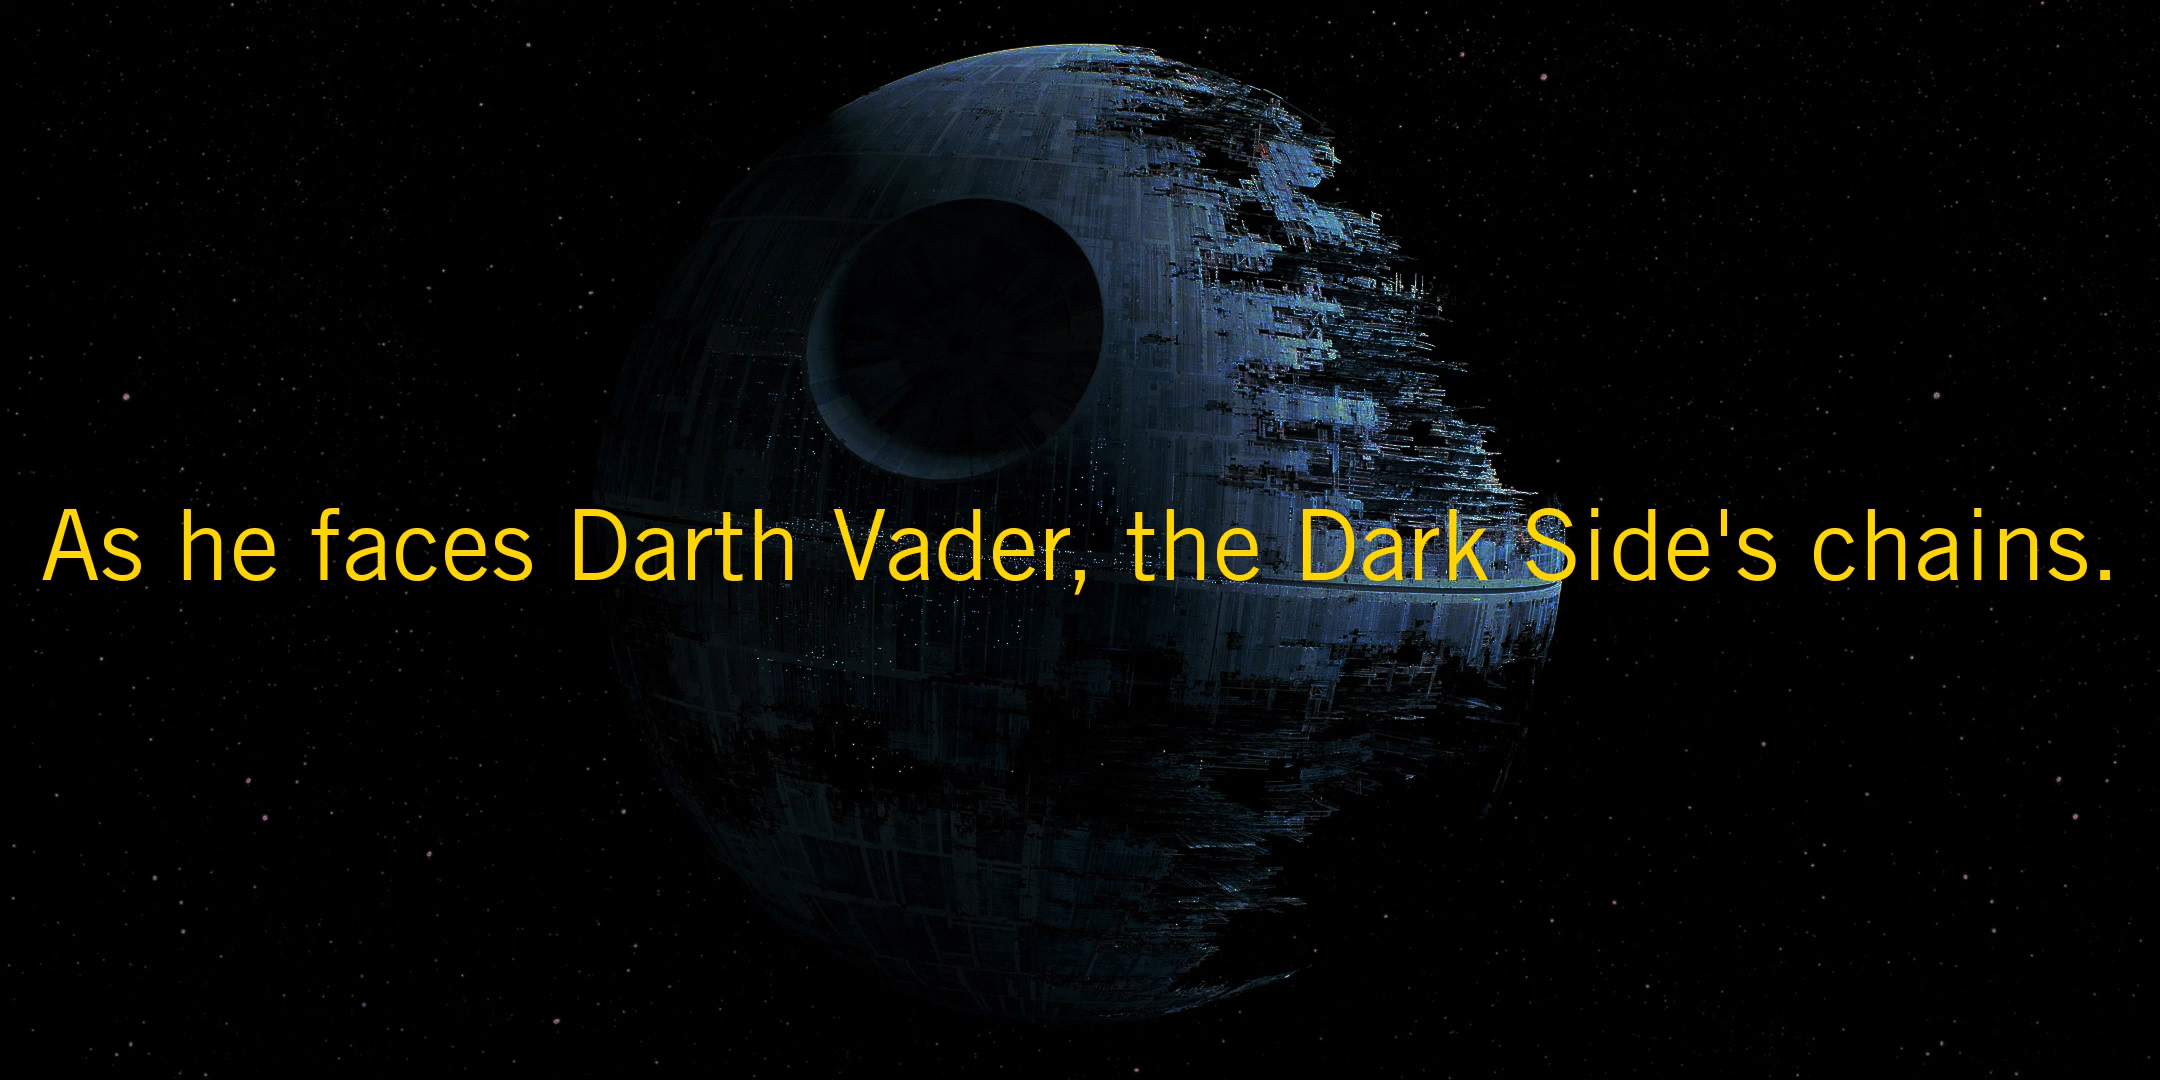 As he faces Darth Vader, the Dark Side's chains.